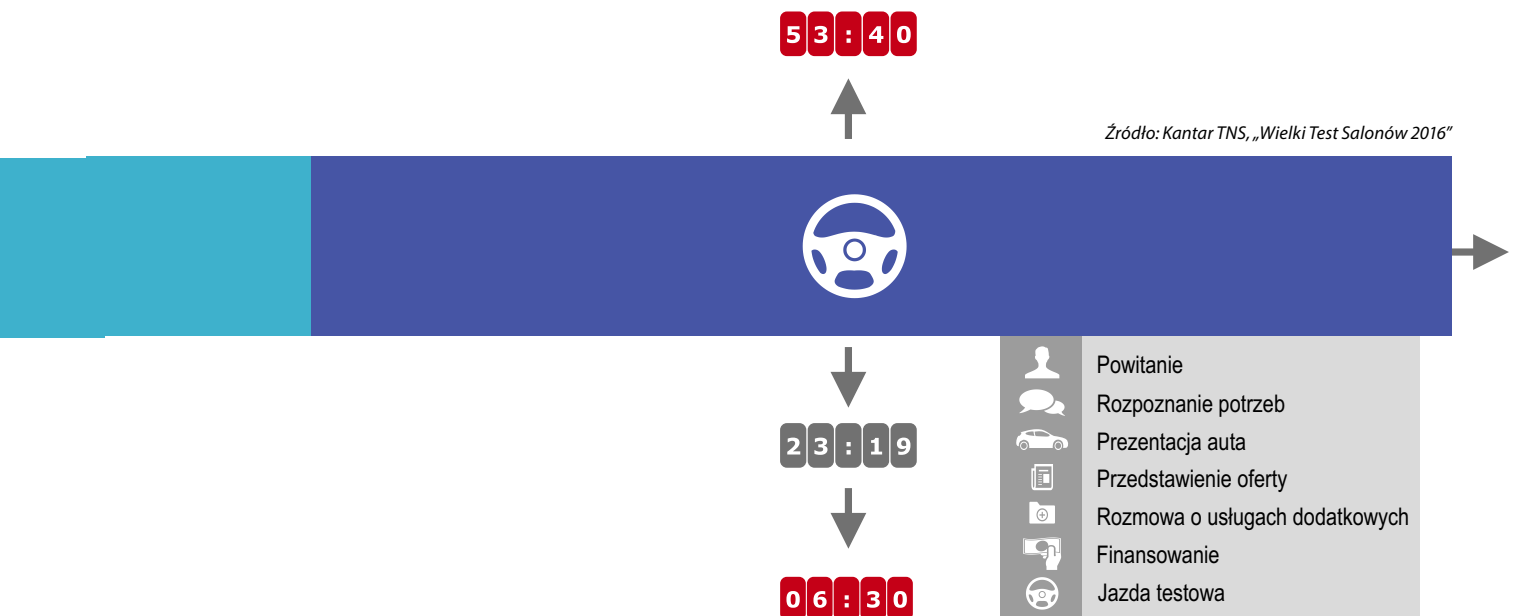 53:40
Źródło: Kantar TNS, „Wielki Test Salonów 2016”
23:19
06:30
Powitanie
Rozpoznanie potrzeb
Prezentacja auta
Przedstawienie oferty
Rozmowa o usługach dodatkowych
Finansowanie
Jazda testowa